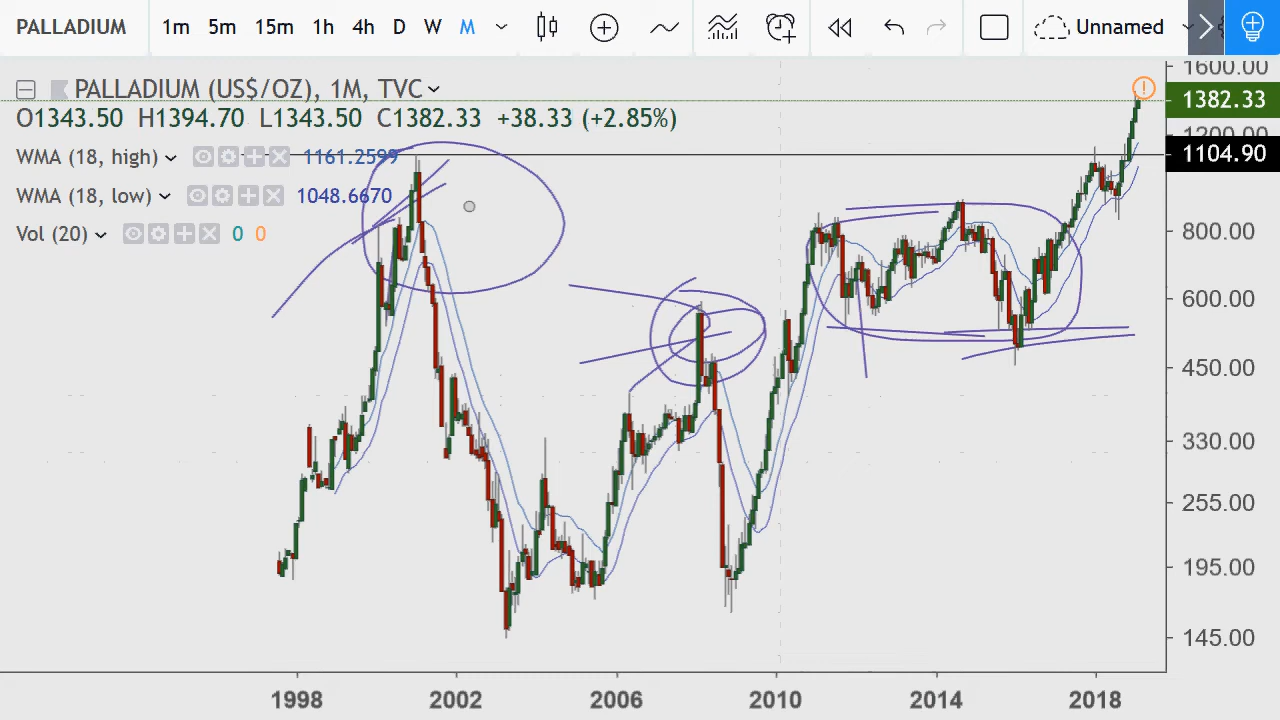 PALLADIUM 1m 5m 15m 1h 4h D W M Unnamed
PALLADIUM (US$/OZ), 1M, TVC
O1343.50 H1394.70 L1343.50 C1382.33 +38.33 (+2.85%)
WMA (18, high) 1161.2599
WMA (18, low) 1048.6670
Vol (20) 0 0
1600.00
1382.33
1200.00
1104.90
800.00
600.00
450.00
330.00
255.00
195.00
145.00
1998 2002 2006 2010 2014 2018